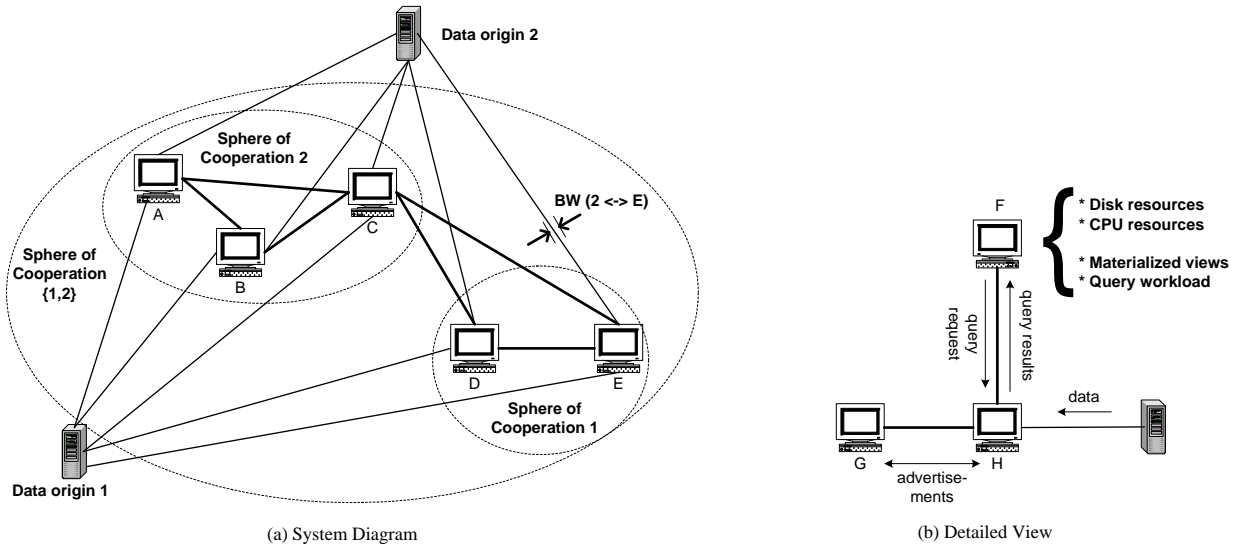 Data origin 2
Sphere of
Cooperation 2
A
B
C
BW (2 <-> E)
Sphere of
Cooperation
{1,2}
D
E
Sphere of
Cooperation 1
Data origin 1
(a) System Diagram
F
* Disk resources
* CPU resources
* Materialized views
* Query workload
query
request
query results
data
G
H
advertise-
ments
(b) Detailed View